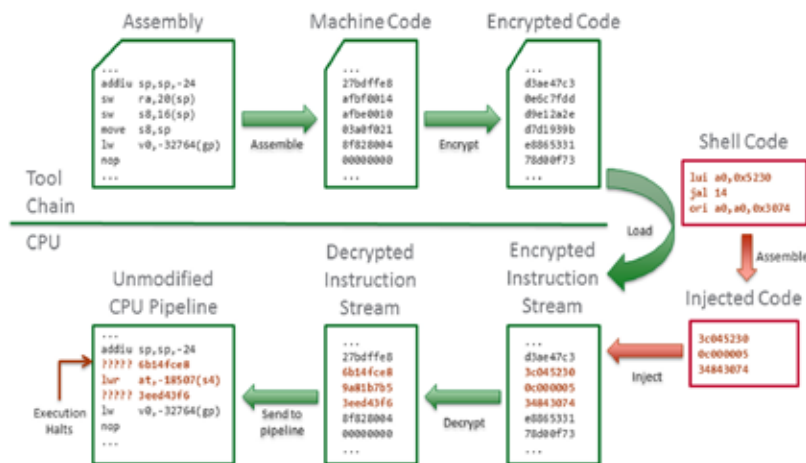 Assembly
...
addiu sp,sp,-24
sw ra,20(sp)
sw s8,16(sp)
move s8,sp
lw v0,-32764(gp)
nop
...
Assemble
Machine Code
...
27bdffe8
afbf0014
afbe0010
03a0f021
8f828004
00000000
...
Encrypt
Encrypted Code
...
d3ae47c3
0e6c7fdd
d9e12a2e
d7d1939b
e8865331
78d00f73
...
Shell Code
lui a0,0x5230
jal 14
ori a0,a0,0x3074
Tool
Chain
CPU
Load
Assemble
Injected Code
3c045230
0c000005
34843074
Inject
Encrypted
Instruction
Stream
...
d3ae47c3
3c045230
0c000005
34843074
e8865331
78d00f73
...
Decrypt
Decrypted
Instruction
Stream
...
27bdffe8
6b14fce8
9a81b7b5
3eed43f6
8f828004
00000000
...
Send to
pipeline
Unmodified
CPU Pipeline
...
addiu sp,sp,-24
????? 6b14fce8
lwr at,-18507(s4)
????? 3eed43f6
lw v0,-32764(gp)
nop
...
Execution
Halts